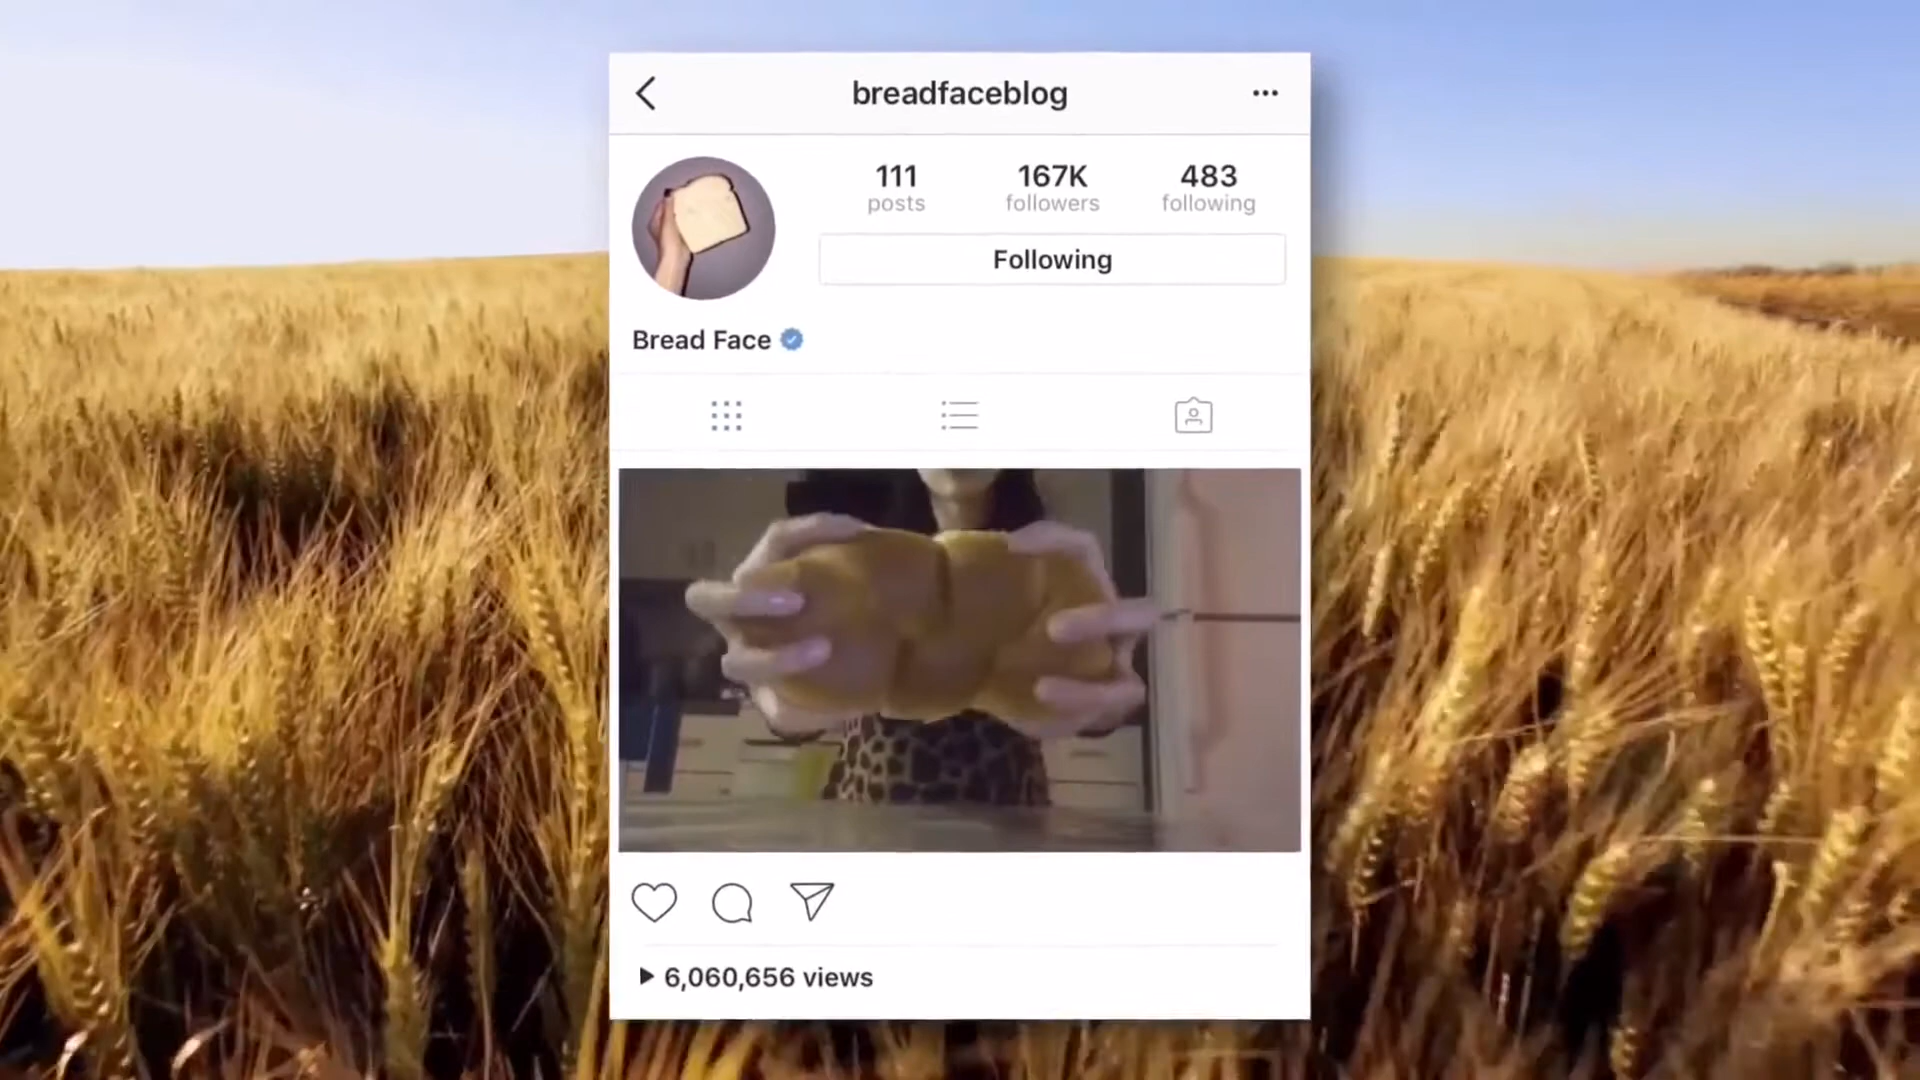 breadfaceblog
111 167K 483
posts followers following
Following
Bread Face
6,060,656 views